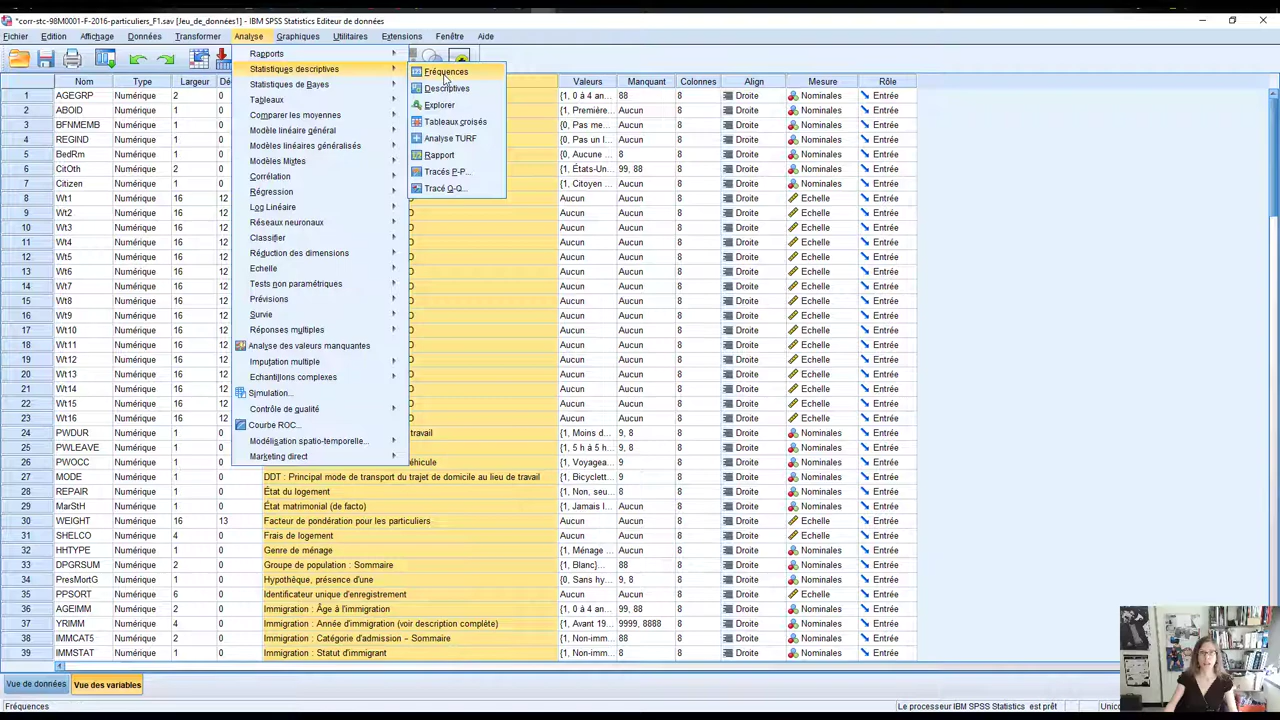 *corr-stc-98M0001-F-2016-particuliers_F1.sav [Jeu_de_données1] - IBM SPSS Statistics Editeur de données
Fichier Edition Affichage Données Transformer Analyse Graphiques Utilitaires Extensions Fenêtre Aide
Rapports
Statistiques descriptives
Statistiques de Bayes
Tableaux
Comparer les moyennes
Modèle linéaire général
Modèles linéaires généralisés
Modèles Mixtes
Corrélation
Régression
Log Linéaire
Réseaux neuronaux
Classifier
Réduction des dimensions
Echelle
Tests non paramétriques
Prévisions
Survie
Réponses multiples
Analyse des valeurs manquantes
Imputation multiple
Echantillons complexes
Simulation...
Contrôle de qualité
Courbe ROC...
Modélisation spatio-temporelle...
Marketing direct
Fréquences
Descriptives
Explorer
Tableaux croisés
Analyse TURF
Rapport
Tracés P-P...
Tracé Q-Q...
Nom Type Largeur Dé Valeurs Manquant Colonnes Align Mesure Rôle
1 AGEGRP Numérique 2 0 {1, 0 à 4 an... 88 8 Droite Nominales Entrée
2 ABOID Numérique 1 0 {1, Première... Aucun 8 Droite Nominales Entrée
3 BFNMEMB Numérique 1 0 {0, Pas me... Aucun 8 Droite Nominales Entrée
4 REGIND Numérique 1 0 {0, Pas un I... Aucun 8 Droite Nominales Entrée
5 BedRm Numérique 1 0 {0, Aucune ... 8 8 Droite Nominales Entrée
6 CitOth Numérique 2 0 {1, États-Un... 99, 88 8 Droite Nominales Entrée
7 Citizen Numérique 1 0 {1, Citoyen ... Aucun 8 Droite Nominales Entrée
8 Wt1 Numérique 16 12 Aucun Aucun 8 Droite Echelle Entrée
9 Wt2 Numérique 16 12 Aucun Aucun 8 Droite Echelle Entrée
10 Wt3 Numérique 16 12 Aucun Aucun 8 Droite Echelle Entrée
11 Wt4 Numérique 16 12 Aucun Aucun 8 Droite Echelle Entrée
12 Wt5 Numérique 16 12 Aucun Aucun 8 Droite Echelle Entrée
13 Wt6 Numérique 16 12 Aucun Aucun 8 Droite Echelle Entrée
14 Wt7 Numérique 16 12 Aucun Aucun 8 Droite Echelle Entrée
15 Wt8 Numérique 16 12 Aucun Aucun 8 Droite Echelle Entrée
16 Wt9 Numérique 16 12 Aucun Aucun 8 Droite Echelle Entrée
17 Wt10 Numérique 16 12 Aucun Aucun 8 Droite Echelle Entrée
18 Wt11 Numérique 16 12 Aucun Aucun 8 Droite Echelle Entrée
19 Wt12 Numérique 16 12 Aucun Aucun 8 Droite Echelle Entrée
20 Wt13 Numérique 16 12 Aucun Aucun 8 Droite Echelle Entrée
21 Wt14 Numérique 16 12 Aucun Aucun 8 Droite Echelle Entrée
22 Wt15 Numérique 16 12 Aucun Aucun 8 Droite Echelle Entrée
23 Wt16 Numérique 16 12 Aucun Aucun 8 Droite Echelle Entrée
24 PWDUR Numérique 1 0 travail {1, Moins d... 9, 8 8 Droite Nominales Entrée
25 PWLEAVE Numérique 1 0 {1, 5 h à 5 h... 9, 8 8 Droite Nominales Entrée
26 PWOCC Numérique 1 0 éhicule {1, Voyagea... 9 8 Droite Nominales Entrée
27 MODE Numérique 1 0 DDT : Principal mode de transport du trajet de domicile au lieu de travail {1, Bicyclett... 9, 8 8 Droite Nominales Entrée
28 REPAIR Numérique 1 0 État du logement {1, Non, seu... 8 8 Droite Nominales Entrée
29 MarStH Numérique 1 0 État matrimonial (de facto) {1, Jamais l... Aucun 8 Droite Nominales Entrée
30 WEIGHT Numérique 16 13 Facteur de pondération pour les particuliers Aucun Aucun 8 Droite Echelle Entrée
31 SHELCO Numérique 4 0 Frais de logement Aucun Aucun 8 Droite Echelle Entrée
32 HHTYPE Numérique 1 0 Genre de ménage {1, Ménage ... Aucun 8 Droite Nominales Entrée
33 DPGRSUM Numérique 2 0 Groupe de population : Sommaire {1, Blanc}... 88 8 Droite Nominales Entrée
34 PresMortG Numérique 1 0 Hypothèque, présence d'une {0, Sans hy... 9, 8 8 Droite Nominales Entrée
35 PPSORT Numérique 6 0 Identificateur unique d'enregistrement Aucun Aucun 8 Droite Echelle Entrée
36 AGEIMM Numérique 2 0 Immigration : Âge à l'immigration {1, 0 à 4 an... 99, 88 8 Droite Nominales Entrée
37 YRIMM Numérique 4 0 Immigration : Année d'immigration (voir description complète) {1, Avant 19... 9999, 8888 8 Droite Nominales Entrée
38 IMMCAT5 Numérique 2 0 Immigration : Catégorie d'admission – Sommaire {1, Non-imm... 88 8 Droite Nominales Entrée
39 IMMSTAT Numérique 1 0 Immigration : Statut d'immigrant {1, Non-imm... 8 8 Droite Nominales Entrée
Vue de données Vue des variables
Fréquences Le processeur IBM SPSS Statistics est prêt Unico